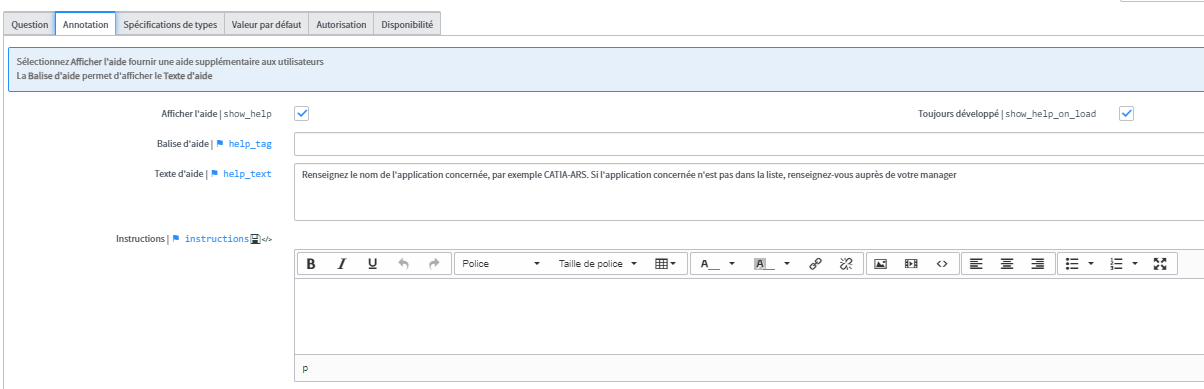 Question Annotation Spécifications de types Valeur par défaut Autorisation Disponibilité
Sélectionnez Afficher l'aide fournir une aide supplémentaire aux utilisateurs
La Balise d'aide permet d'afficher le Texte d'aide
Afficher l'aide | show_help Toujours développé | show_help_on_load
Balise d'aide | help_tag
Texte d'aide | help_text Renseignez le nom de l'application concernée, par exemple CATIA-ARS. Si l'application concernée n'est pas dans la liste, renseignez-vous auprès de votre manager
Instructions | instructions </>
B I U Police Taille de police A A <>
p